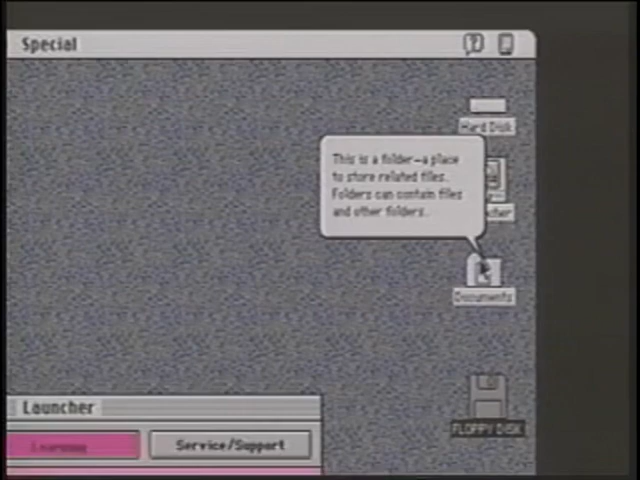 Special
Hard Disk
This is a folder—a place
to store related files.
Folders can contain files
and other folders.
Documents
Launcher
Learning
Service/Support
FLOPPY DISK